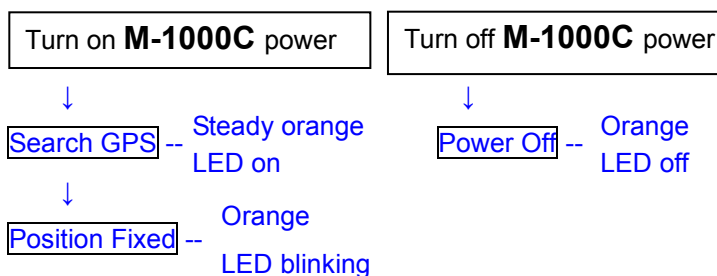 Turn on M-1000C power
↓
Search GPS -- Steady orange
LED on
↓
Position Fixed -- Orange
LED blinking
Turn off M-1000C power
↓
Power Off -- Orange
LED off